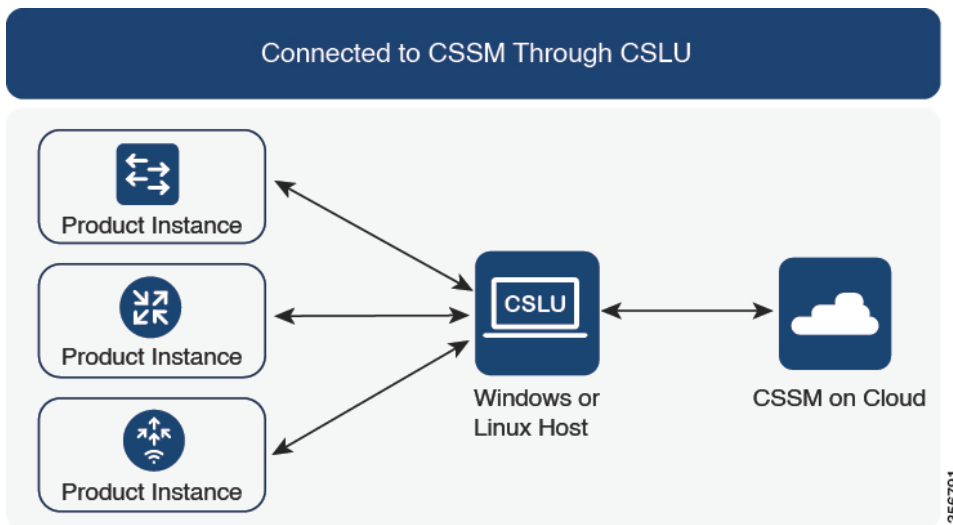 Connected to CSSM Through CSLU
Product Instance
Product Instance
Product Instance
CSLU
Windows or
Linux Host
CSSM on Cloud
356791